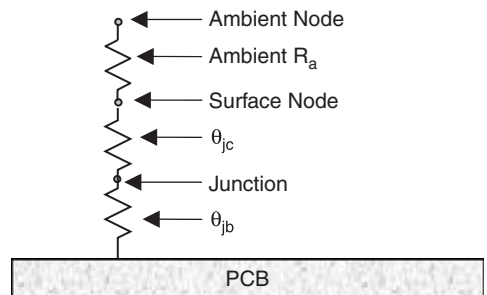 Ambient Node
Ambient Rₐ
Surface Node
θjc
Junction
θjb
PCB